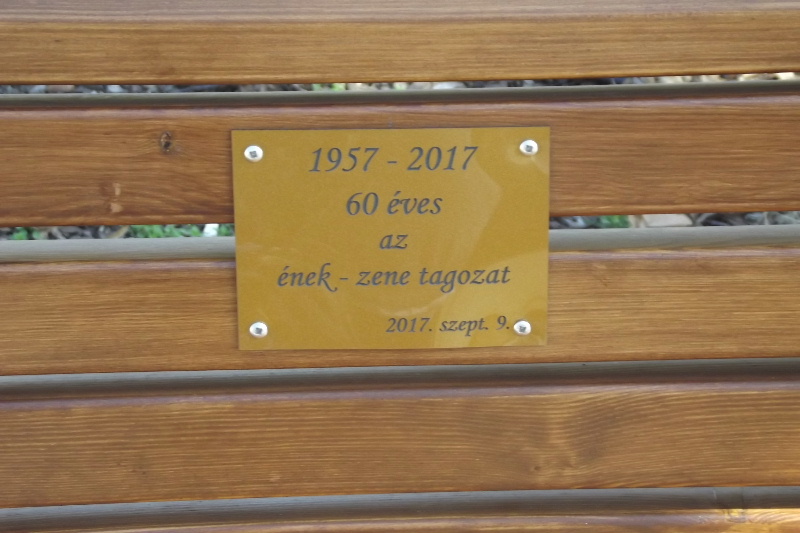 1957 - 2017
60 éves
az
ének - zene tagozat
2017. szept. 9.